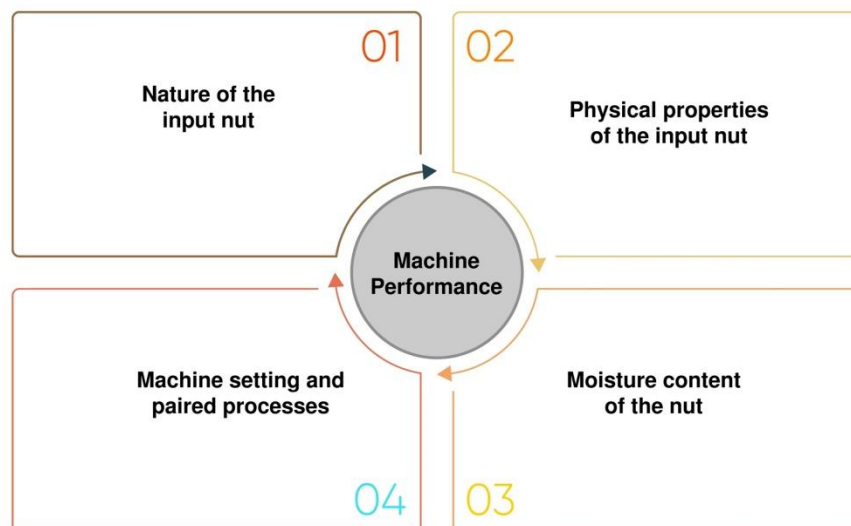 01
Nature of the
input nut
02
Physical properties
of the input nut
Machine
Performance
Machine setting and
paired processes
04
Moisture content
of the nut
03